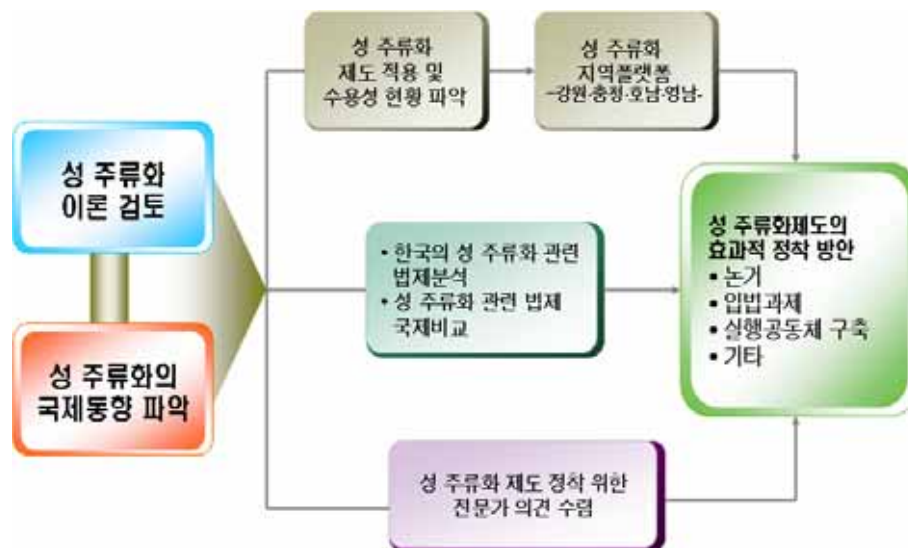 성 주류화
이론 검토
성 주류화의
국제동향 파악
성 주류화
제도 적용 및
수용성 현황 파악
성 주류화
지역플랫폼
-강원·충정·호남·영남-
• 한국의 성 주류화 관련
법제분석
• 성 주류화 관련 법제
국제비교
성 주류화 제도 정착 위한
전문가 의견 수렴
성 주류화제도의
효과적 정착 방안
• 논거
• 입법과제
• 실행공동체 구축
• 기타